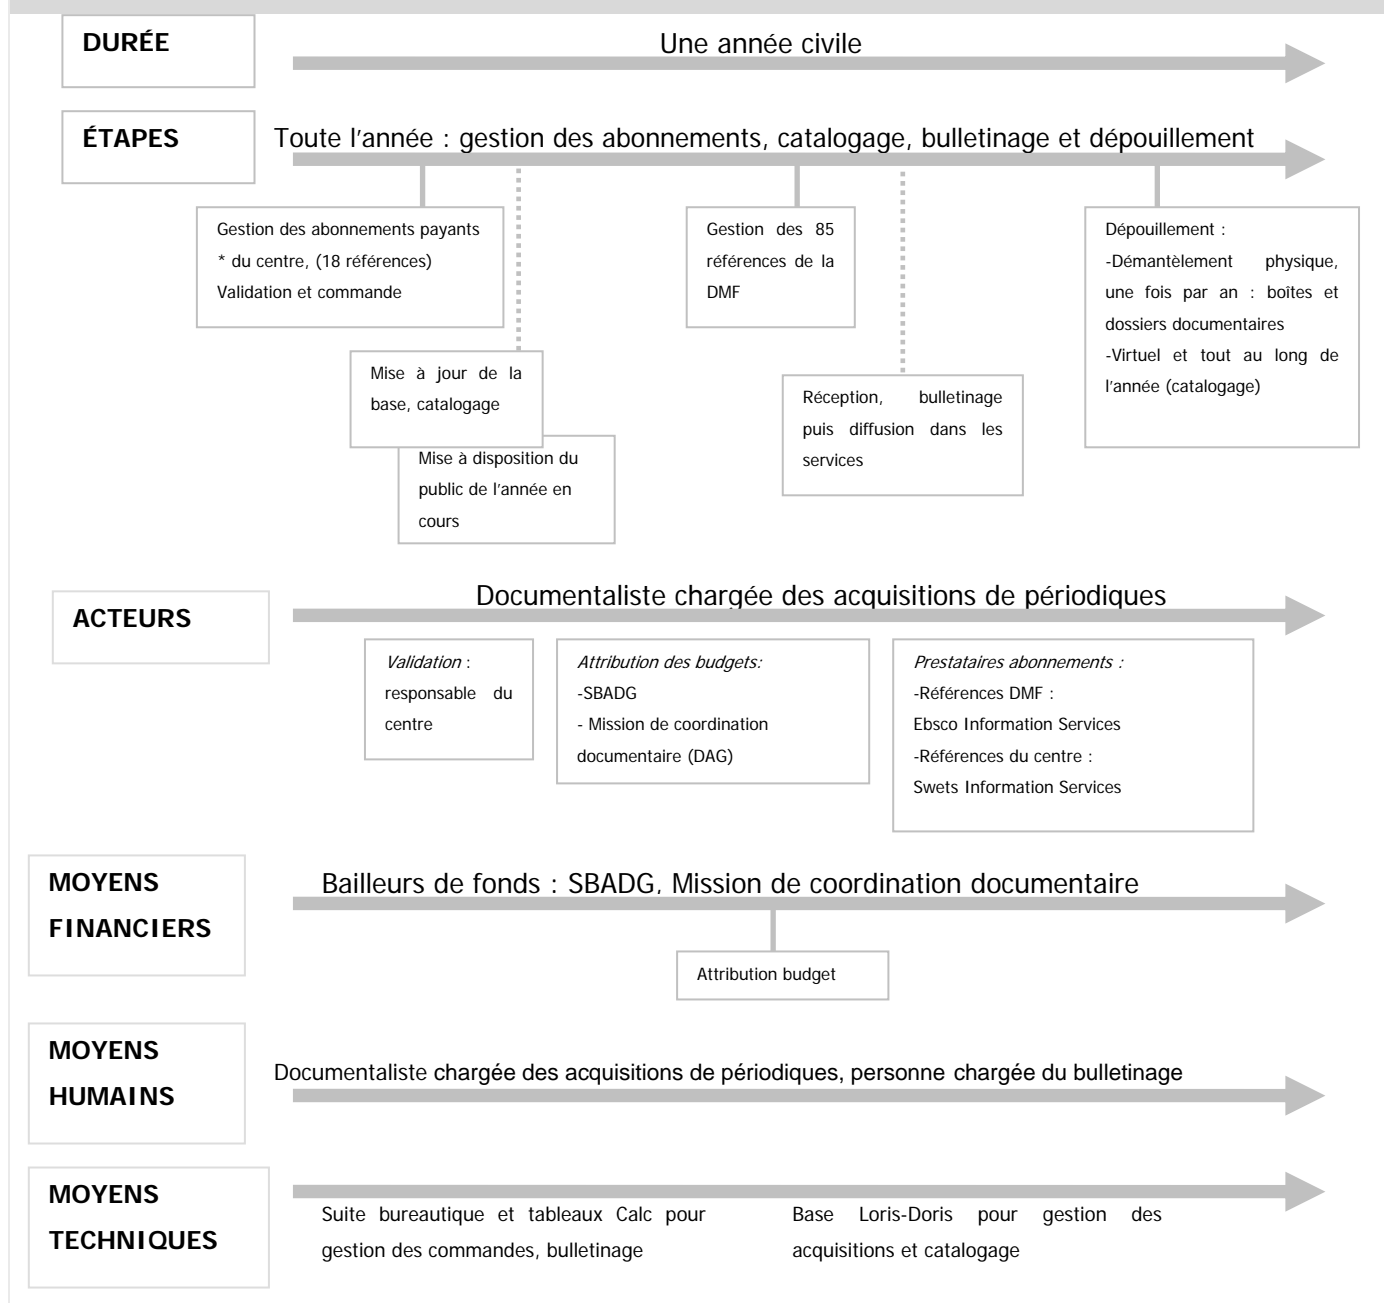 DURÉE
Une année civile
ÉTAPES
Toute l'année : gestion des abonnements, catalogage, bulletinage et dépouillement
Gestion des abonnements payants
* du centre, (18 références)
Validation et commande
Mise à jour de la
base, catalogage
Mise à disposition du
public de l'année en
cours
Gestion des 85
références de la
DMF
Réception, bulletinage
puis diffusion dans les
services
Dépouillement :
-Démantèlement physique,
une fois par an : boîtes et
dossiers documentaires
-Virtuel et tout au long de
l'année (catalogage)
ACTEURS
Documentaliste chargée des acquisitions de périodiques
Validation :
responsable du
centre
Attribution des budgets:
-SBADG
- Mission de coordination
documentaire (DAG)
Prestataires abonnements :
-Références DMF :
Ebsco Information Services
-Références du centre :
Swets Information Services
MOYENS
FINANCIERS
Bailleurs de fonds : SBADG, Mission de coordination documentaire
Attribution budget
MOYENS
HUMAINS
Documentaliste chargée des acquisitions de périodiques, personne chargée du bulletinage
MOYENS
TECHNIQUES
Suite bureautique et tableaux Calc pour
gestion des commandes, bulletinage
Base Loris-Doris pour gestion des
acquisitions et catalogage